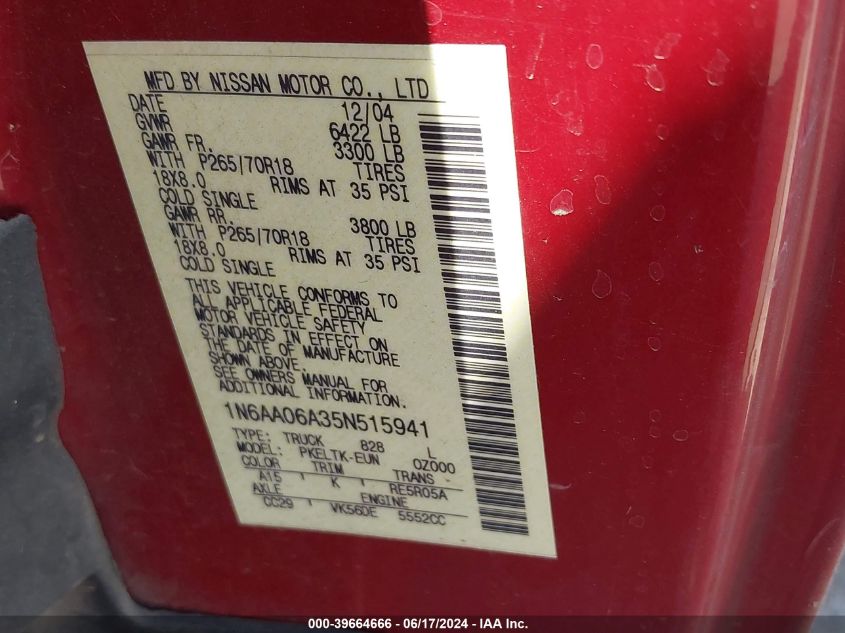 MFD BY NISSAN MOTOR CO., LTD
DATE 12/04
GVWR 6422 LB
GAWR FR. 3300 LB
WITH P265/70R18 TIRES
18X8.0 RIMS AT 35 PSI
COLD SINGLE
GAWR RR. 3800 LB
WITH P265/70R18 TIRES
18X8.0 RIMS AT 35 PSI
COLD SINGLE
THIS VEHICLE CONFORMS TO
ALL APPLICABLE FEDERAL
MOTOR VEHICLE SAFETY
STANDARDS IN EFFECT ON
THE DATE OF MANUFACTURE
SHOWN ABOVE.
SEE OWNERS MANUAL FOR
ADDITIONAL INFORMATION.
1N6AA06A35N515941
TYPE: TRUCK 828 L
MODEL: PKELTK-EUN 0Z000
COLOR TRIM TRANS
A15 K RE5R05A
AXLE ENGINE
CC29 VK56DE 5552CC
000-39664666 - 06/17/2024 - IAA Inc.